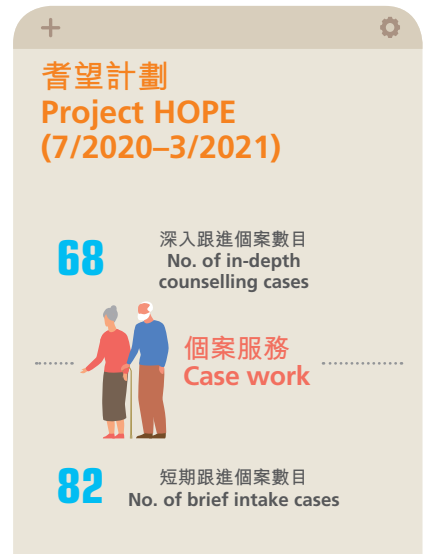 耆望計劃
Project HOPE
(7/2020–3/2021)
68
深入跟進個案數目
No. of in-depth
counselling cases
個案服務
Case work
82
短期跟進個案數目
No. of brief intake cases